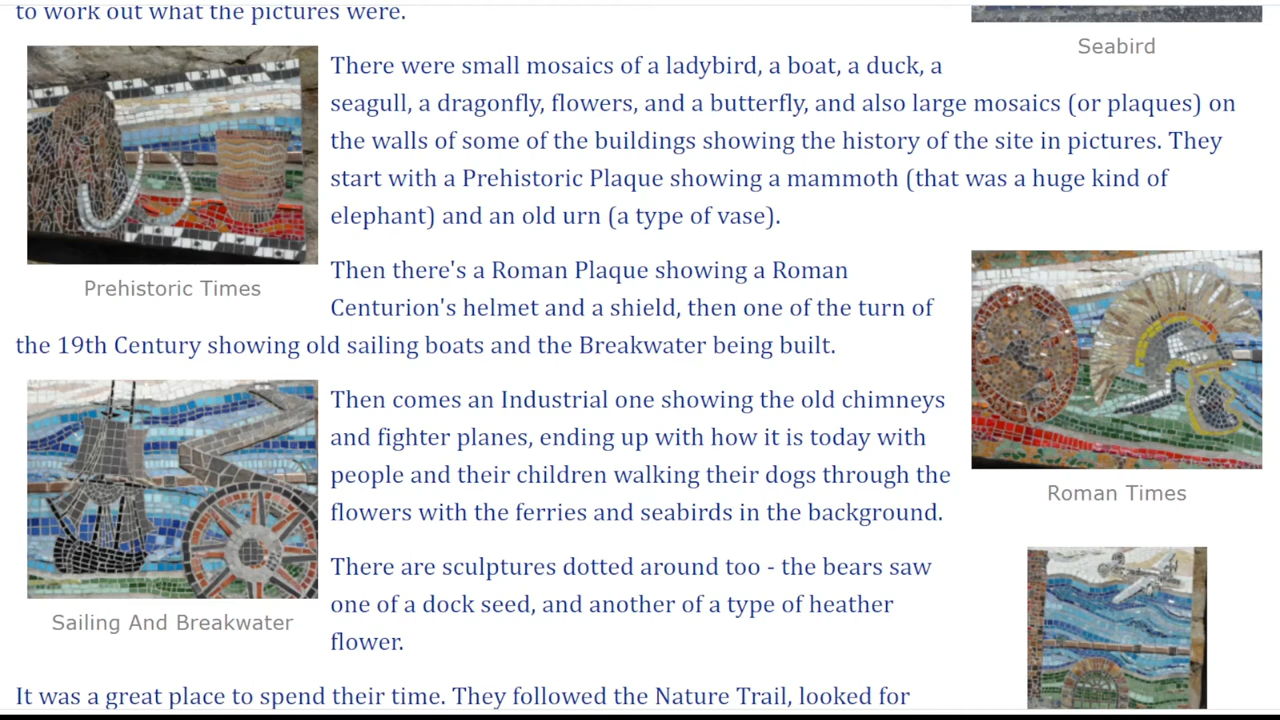 to work out what the pictures were.
Seabird
There were small mosaics of a ladybird, a boat, a duck, a
seagull, a dragonfly, flowers, and a butterfly, and also large mosaics (or plaques) on
the walls of some of the buildings showing the history of the site in pictures. They
start with a Prehistoric Plaque showing a mammoth (that was a huge kind of
elephant) and an old urn (a type of vase).
Prehistoric Times
Then there's a Roman Plaque showing a Roman
Centurion's helmet and a shield, then one of the turn of
the 19th Century showing old sailing boats and the Breakwater being built.
Roman Times
Then comes an Industrial one showing the old chimneys
and fighter planes, ending up with how it is today with
people and their children walking their dogs through the
flowers with the ferries and seabirds in the background.
Sailing And Breakwater
There are sculptures dotted around too - the bears saw
one of a dock seed, and another of a type of heather
flower.
It was a great place to spend their time. They followed the Nature Trail, looked for